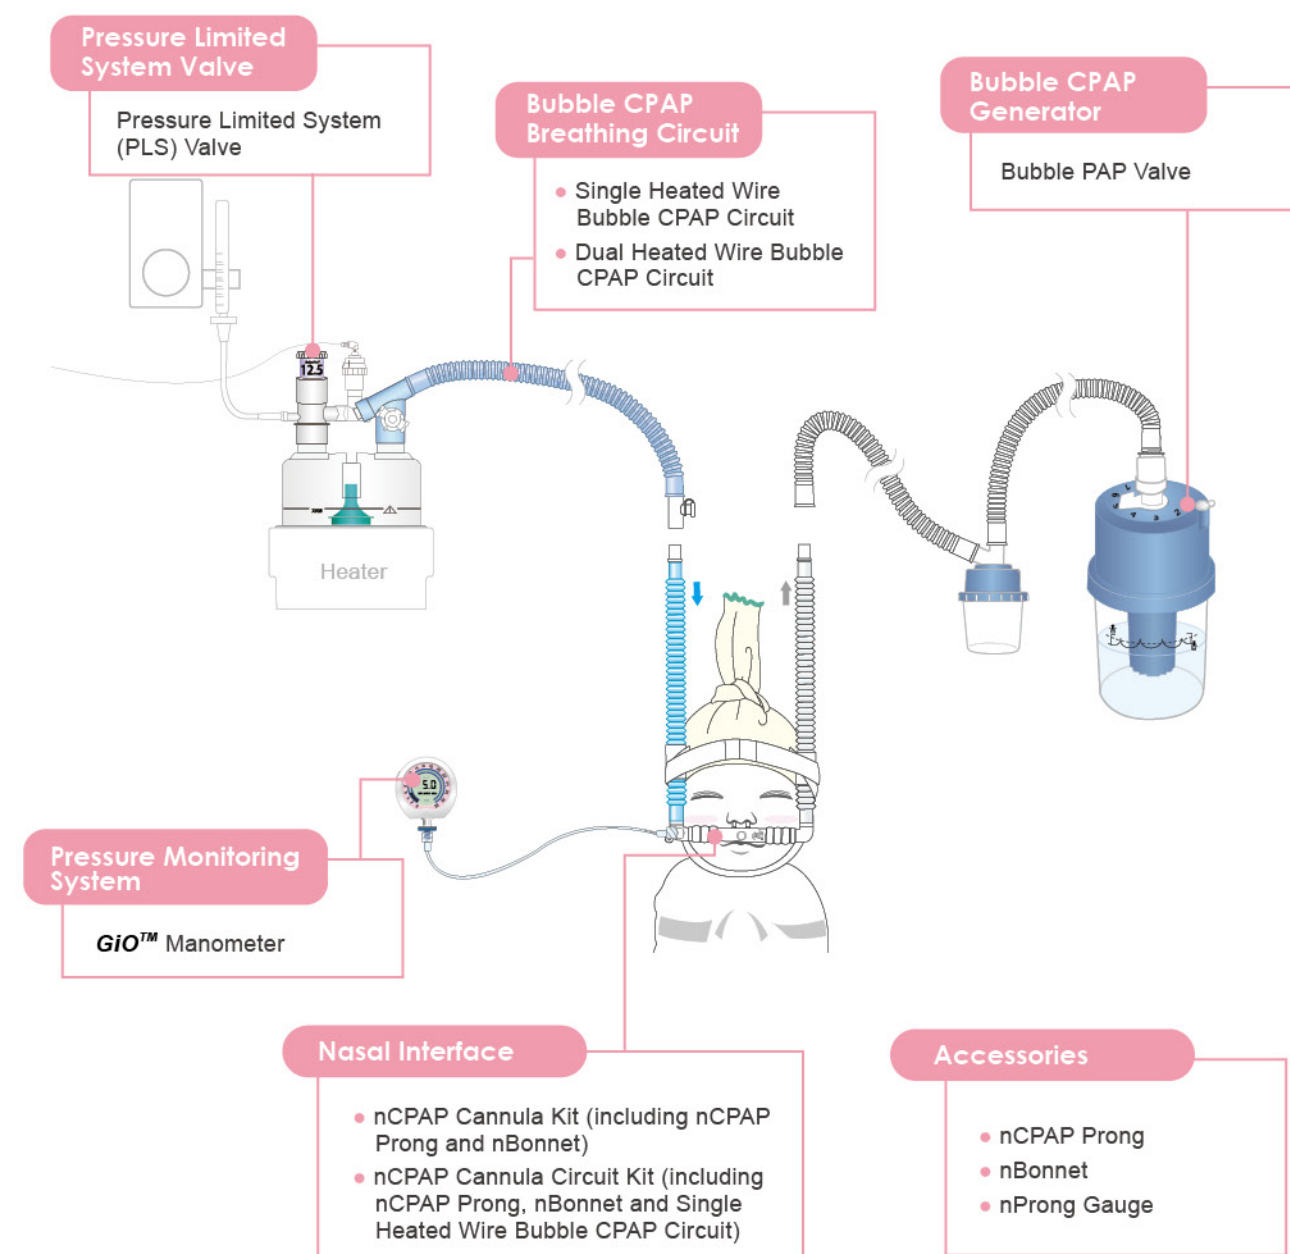 Pressure Limited
System Valve
Pressure Limited System
(PLS) Valve
Bubble CPAP
Breathing Circuit
● Single Heated Wire
Bubble CPAP Circuit
● Dual Heated Wire Bubble
CPAP Circuit
Bubble CPAP
Generator
Bubble PAP Valve
12.5
Heater
5.0
Pressure Monitoring
System
GiO™ Manometer
Nasal Interface
● nCPAP Cannula Kit (including nCPAP
Prong and nBonnet)
● nCPAP Cannula Circuit Kit (including
nCPAP Prong, nBonnet and Single
Heated Wire Bubble CPAP Circuit)
Accessories
● nCPAP Prong
● nBonnet
● nProng Gauge